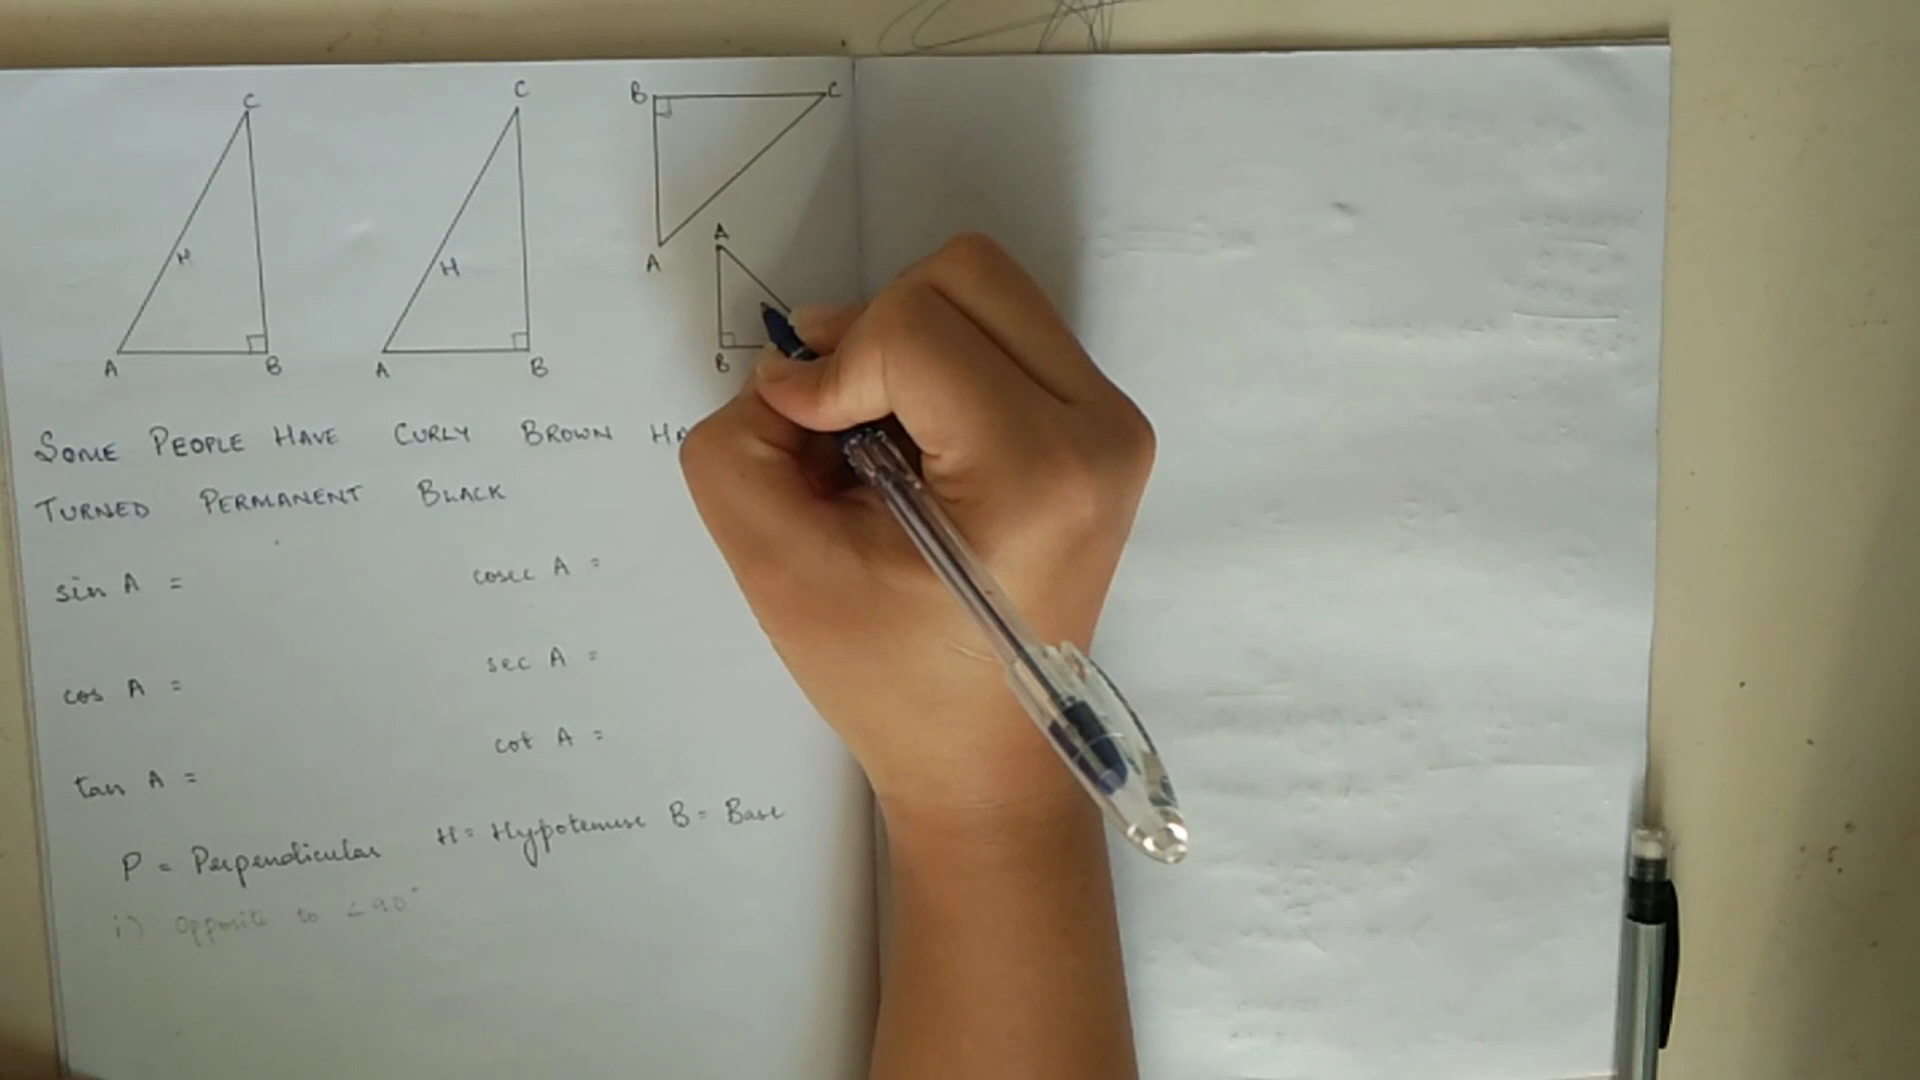 C
C
B C
H
H
A
A
A B
A B
B
SOME PEOPLE HAVE CURLY BROWN
TURNED PERMANENT BLACK
sin A =
cosec A =
cos A =
sec A =
tan A =
cot A =
P = Perpendicular H = Hypotenuse B = Base
i) Opposite to ∠90°